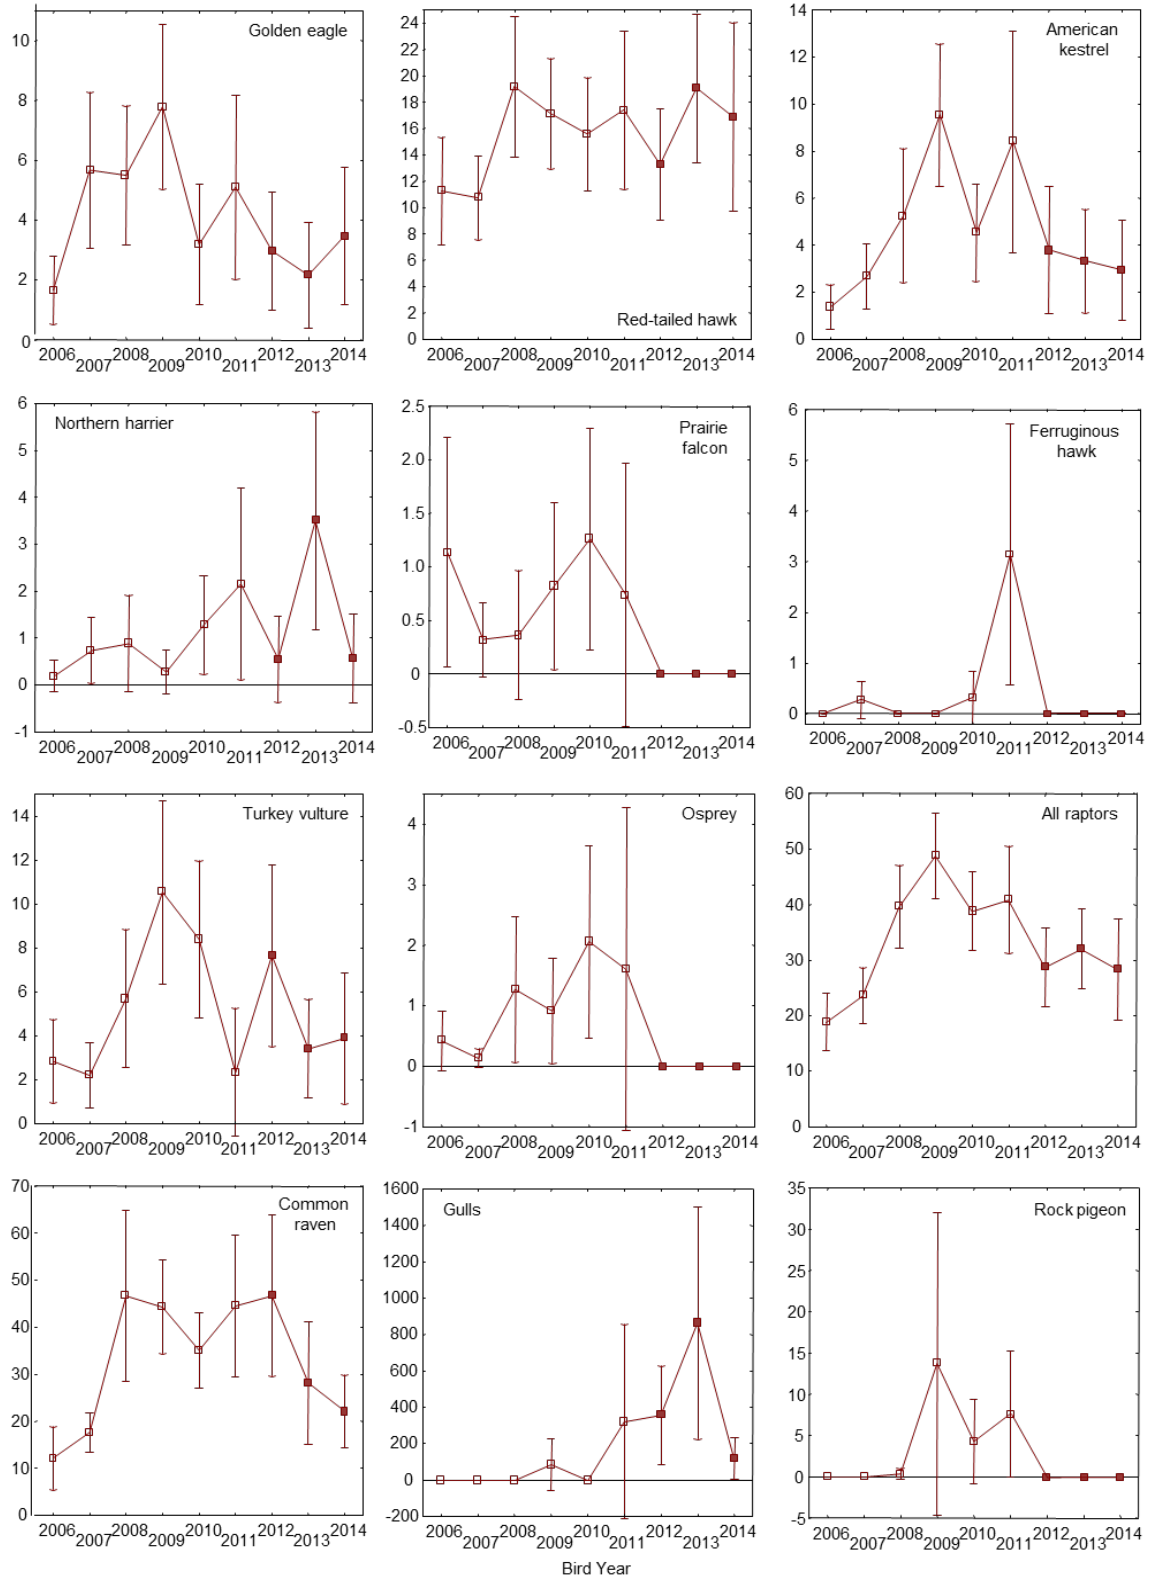 Golden eagle
10
8
6
4
2
0
2006 2008 2010 2012 2014
2007 2009 2011 2013
24
22
20
18
16
14
12
10
8
6
4
2
0
Red-tailed hawk
2006 2008 2010 2012 2014
2007 2009 2011 2013
14
12
10
8
6
4
2
0
American
kestrel
2006 2008 2010 2012 2014
2007 2009 2011 2013
6
5
4
3
2
1
0
-1
Northern harrier
2006 2008 2010 2012 2014
2007 2009 2011 2013
2.5
2.0
1.5
1.0
0.5
0
-0.5
Prairie
falcon
2006 2008 2010 2012 2014
2007 2009 2011 2013
6
5
4
3
2
1
0
Ferruginous
hawk
2006 2008 2010 2012 2014
2007 2009 2011 2013
14
12
10
8
6
4
2
0
Turkey vulture
2006 2008 2010 2012 2014
2007 2009 2011 2013
4
3
2
1
0
-1
Osprey
2006 2008 2010 2012 2014
2007 2009 2011 2013
60
50
40
30
20
10
0
All raptors
2006 2008 2010 2012 2014
2007 2009 2011 2013
70
60
50
40
30
20
10
0
Common
raven
2006 2008 2010 2012 2014
2007 2009 2011 2013
1600
1400
1200
1000
800
600
400
200
0
-200
Gulls
2006 2008 2010 2012 2014
2007 2009 2011 2013
35
30
25
20
15
10
5
0
-5
Rock pigeon
2006 2008 2010 2012 2014
2007 2009 2011 2013
Bird Year